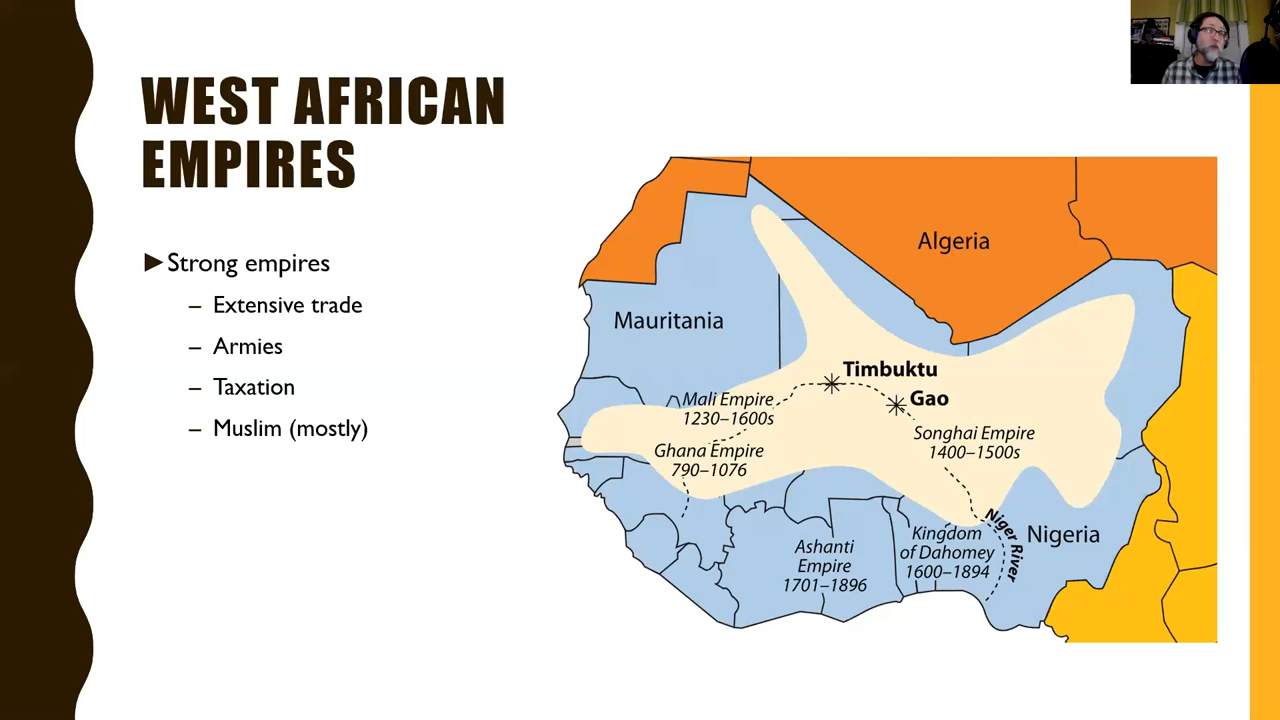 WEST AFRICAN
EMPIRES
►Strong empires
– Extensive trade
– Armies
– Taxation
– Muslim (mostly)
Algeria
Mauritania
Timbuktu
Gao
Mali Empire
1230–1600s
Ghana Empire
790–1076
Songhai Empire
1400–1500s
Niger River
Nigeria
Ashanti
Empire
1701–1896
Kingdom
of Dahomey
1600–1894